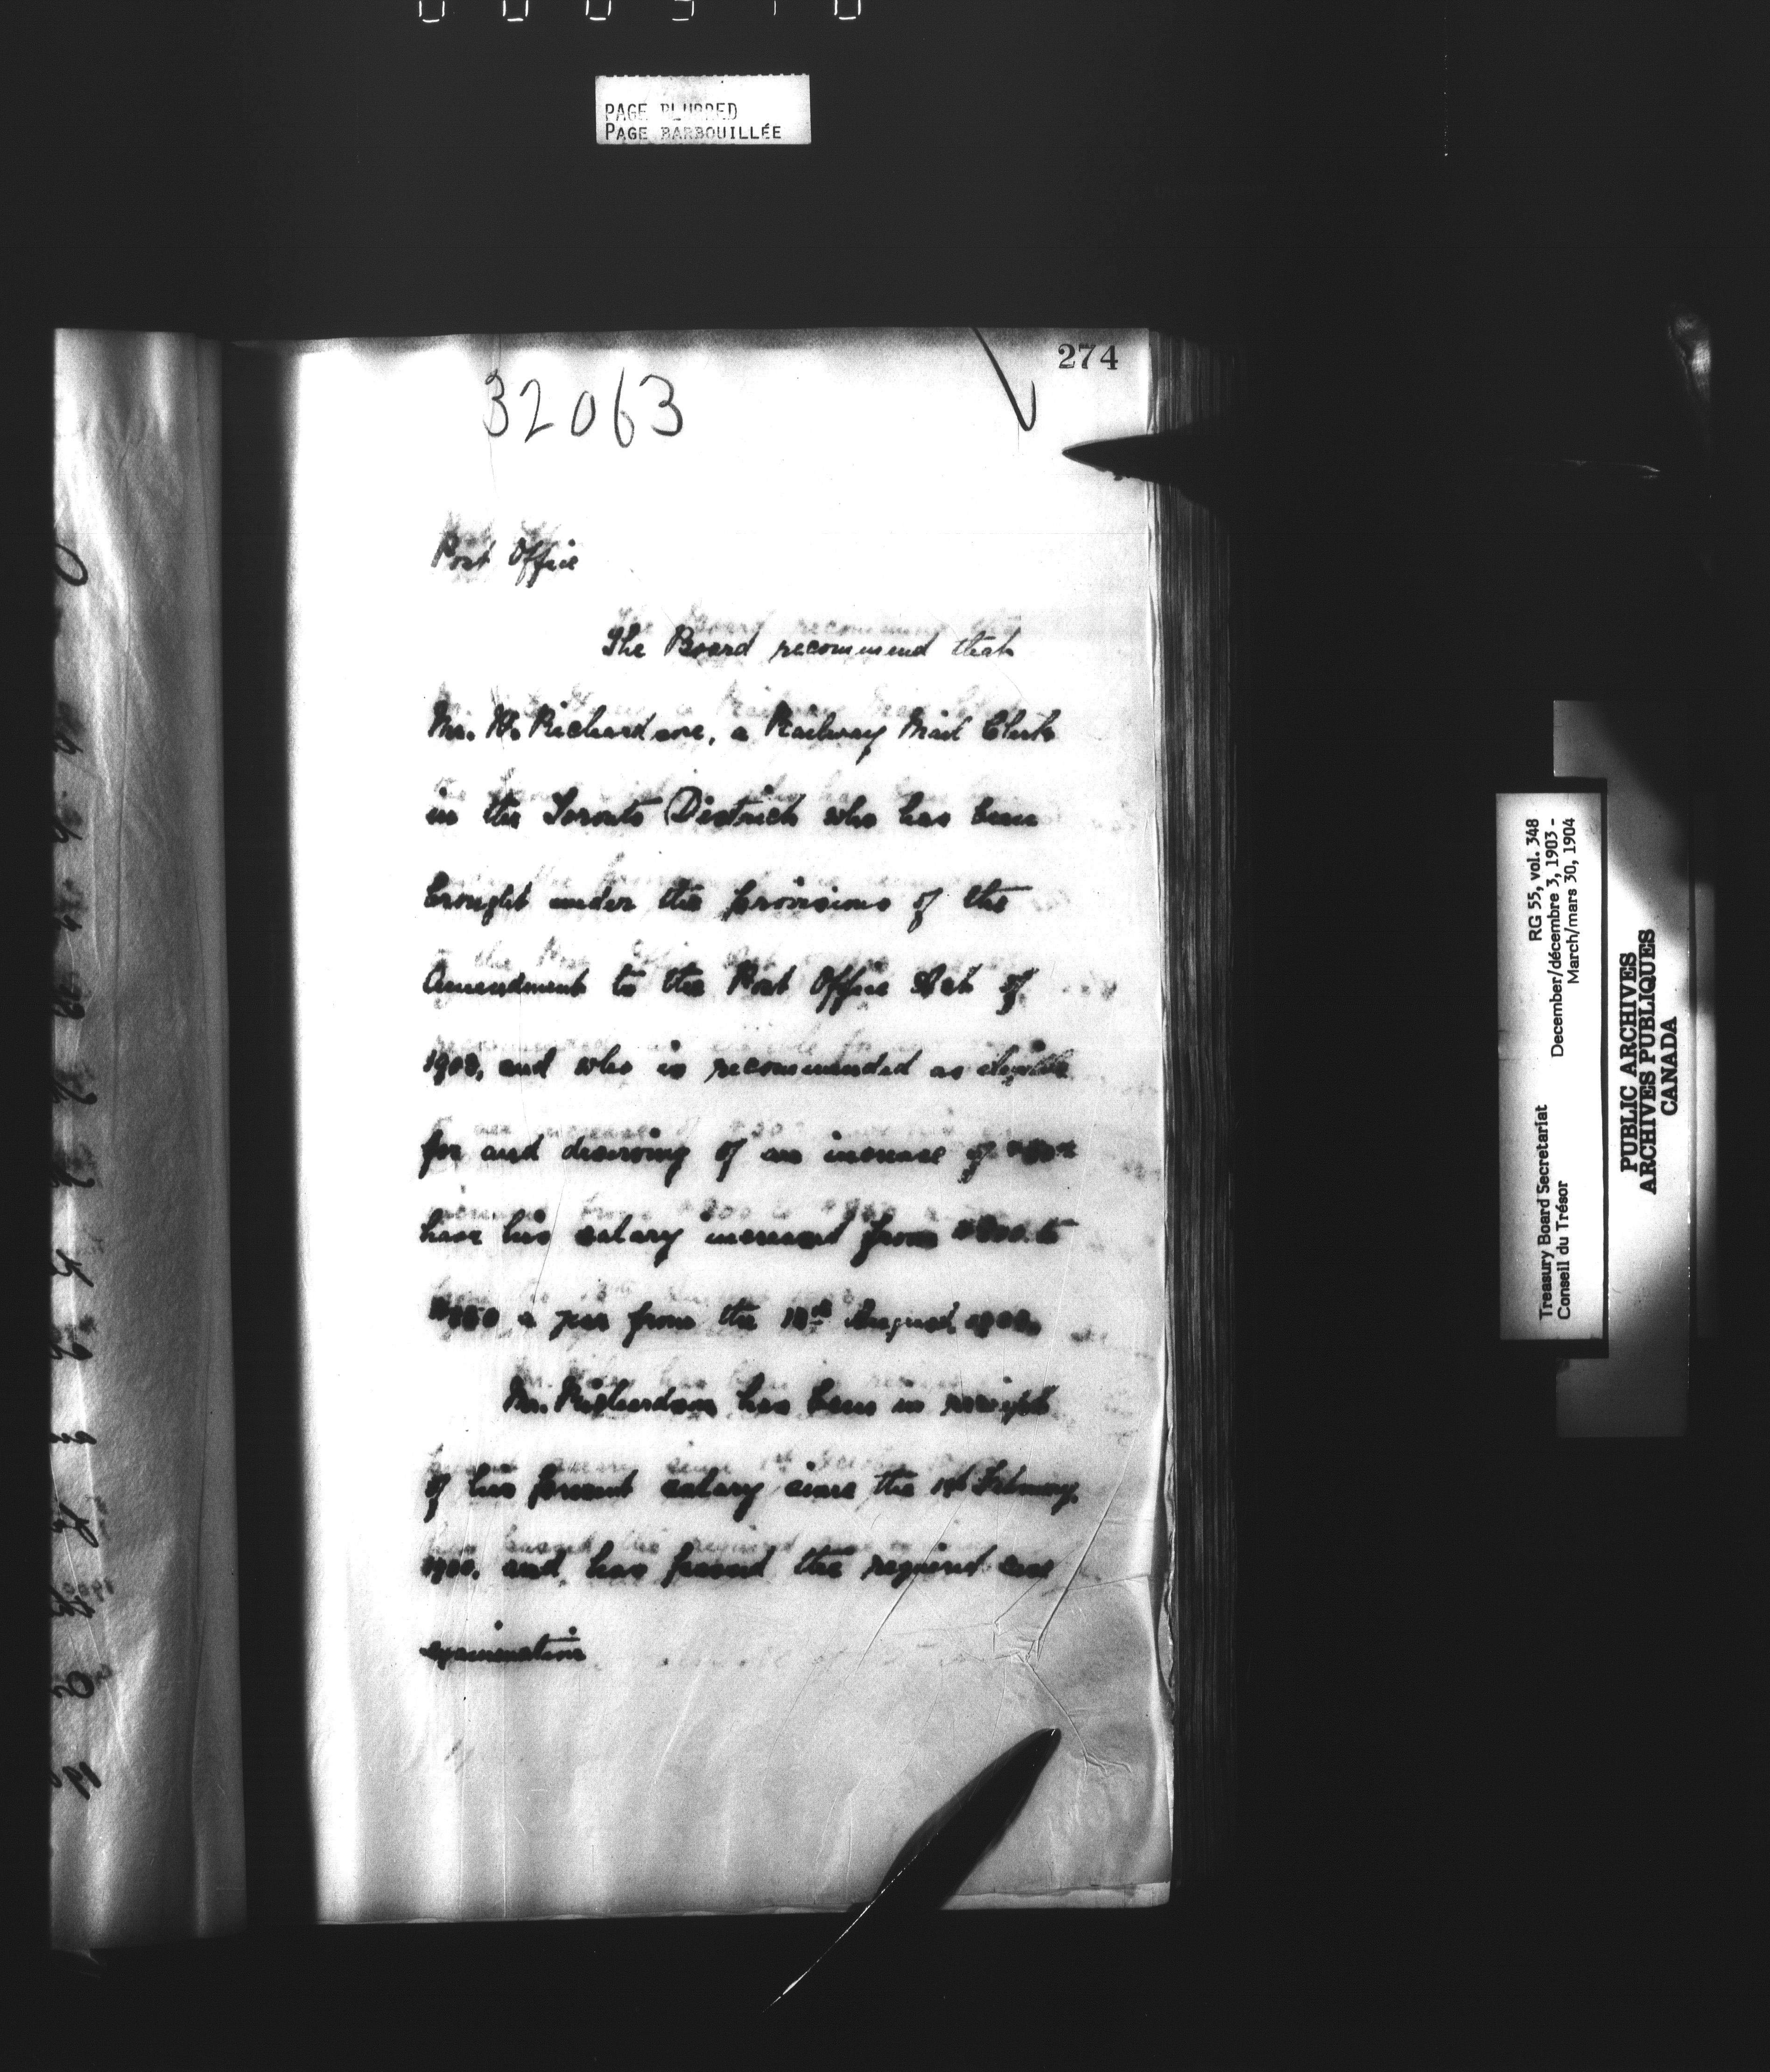 PAGE BLURRED
PAGE BARBOUILLÉE
274
32063
Post Office
The Board recommend that
Mr. H. Richardson, a Railway Mail Clerk
in the Toronto District who has been
brought under the provisions of the
Amendment to the Post Office Act of
1903, and who is recommended as eligible
for and deserving of an increase of
have his salary increased from $800 to
$880 a year from the August, 1903.
Mr. Richardson has been in receipt
of his present salary since the 1st February,
1900, and has passed the required case
examination
RG 55, vol. 348
December/décembre 3, 1903 -
March/mars 30, 1904
Treasury Board Secretariat
Conseil du Trésor
PUBLIC ARCHIVES
ARCHIVES PUBLIQUES
CANADA